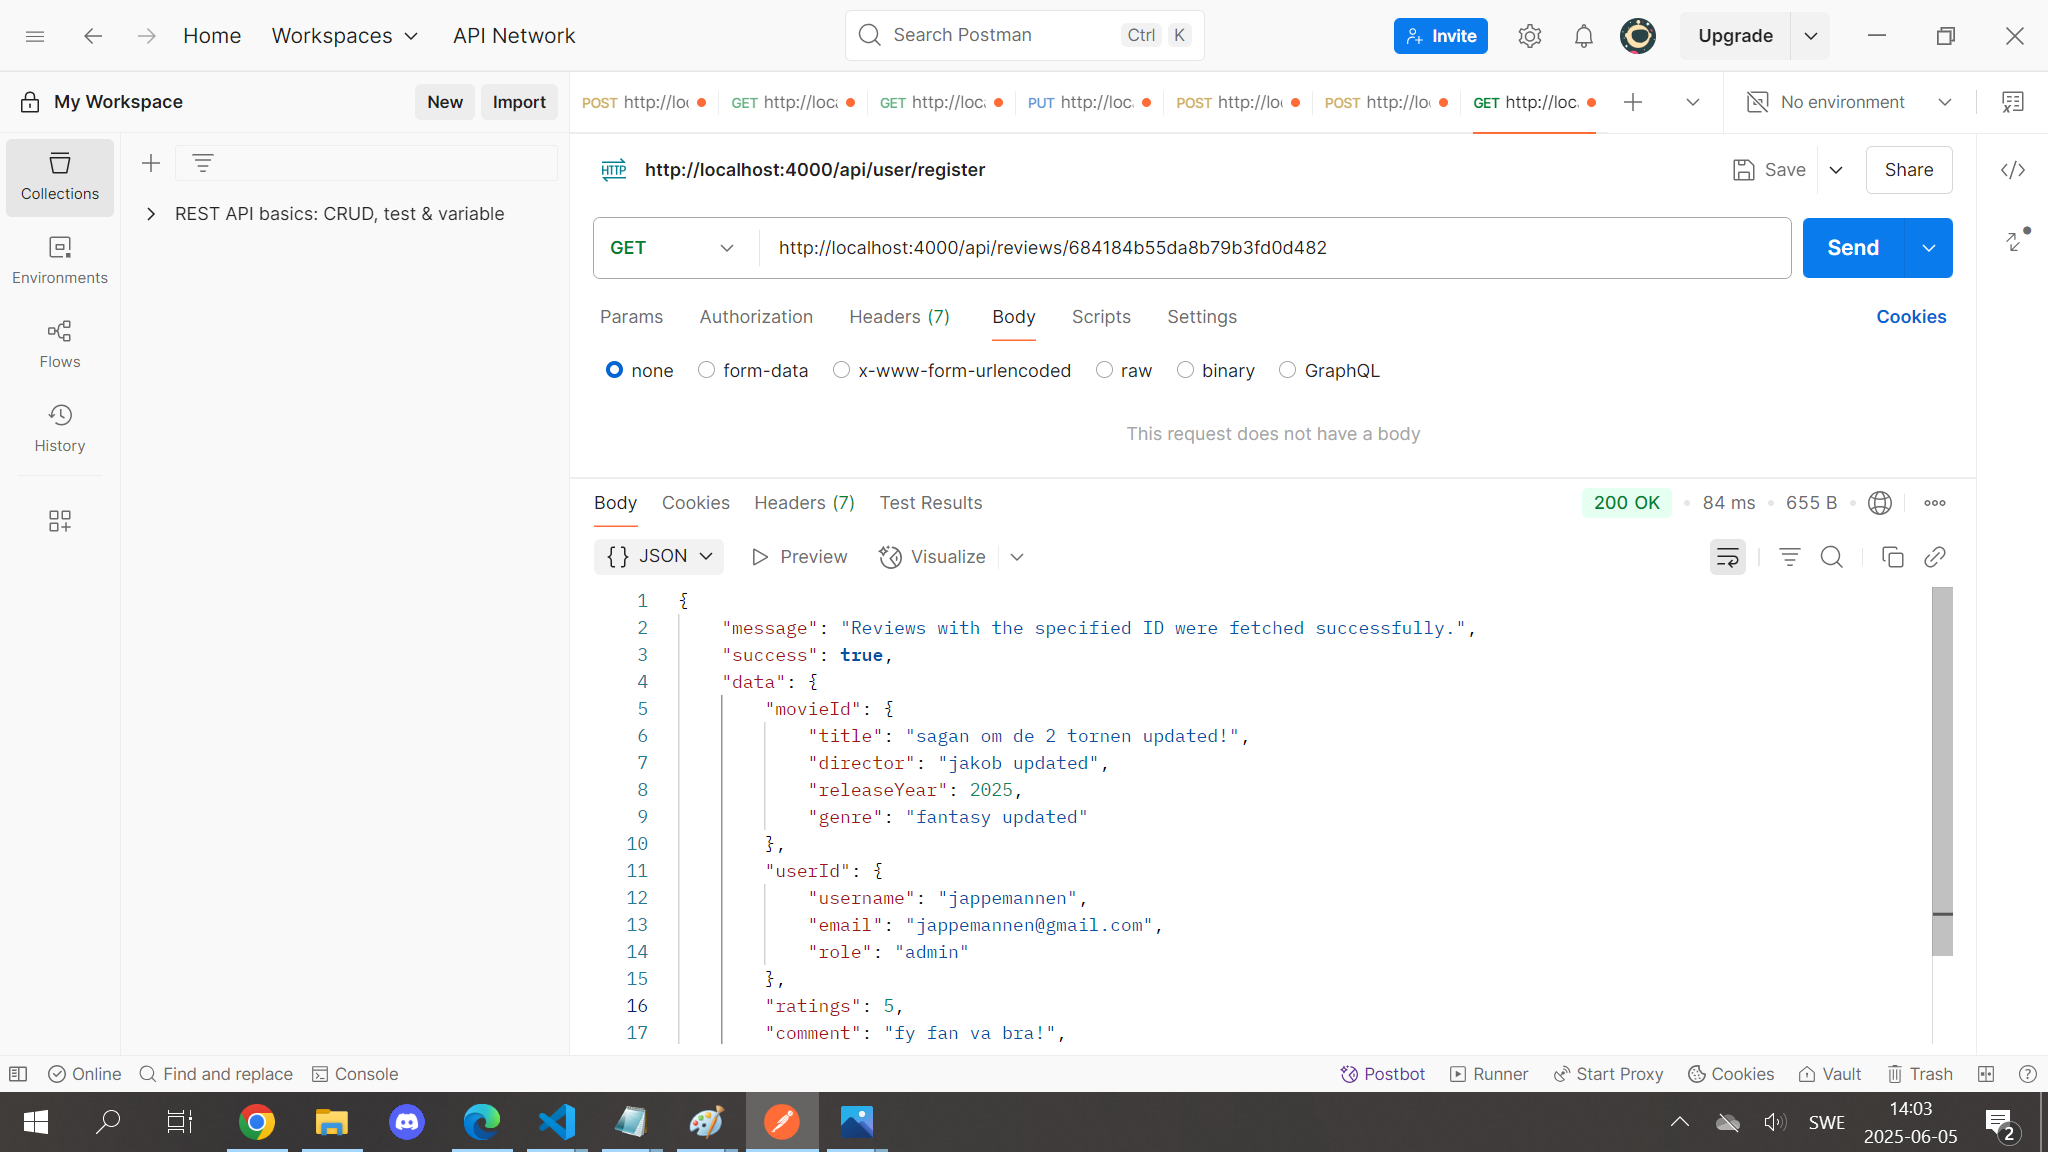 Home Workspaces API Network Search Postman Ctrl K Invite Upgrade
My Workspace New Import POST http://loc GET http://loca GET http://loca PUT http://loc POST http://loc POST http://loc GET http://loc. No environment
Collections
REST API basics: CRUD, test & variable
Environments
Flows
History
HTTP http://localhost:4000/api/user/register Save Share
GET http://localhost:4000/api/reviews/684184b55da8b79b3fd0d482 Send
Params Authorization Headers (7) Body Scripts Settings Cookies
none form-data x-www-form-urlencoded raw binary GraphQL
This request does not have a body
Body Cookies Headers (7) Test Results 200 OK 84 ms 655 B
{} JSON Preview Visualize
1 {
2 "message": "Reviews with the specified ID were fetched successfully.",
3 "success": true,
4 "data": {
5 "movieId": {
6 "title": "sagan om de 2 tornen updated!",
7 "director": "jakob updated",
8 "releaseYear": 2025,
9 "genre": "fantasy updated"
10 },
11 "userId": {
12 "username": "jappemannen",
13 "email": "jappemannen@gmail.com",
14 "role": "admin"
15 },
16 "ratings": 5,
17 "comment": "fy fan va bra!",
Online Find and replace Console Postbot Runner Start Proxy Cookies Vault Trash
SWE 14:03
2025-06-05 2